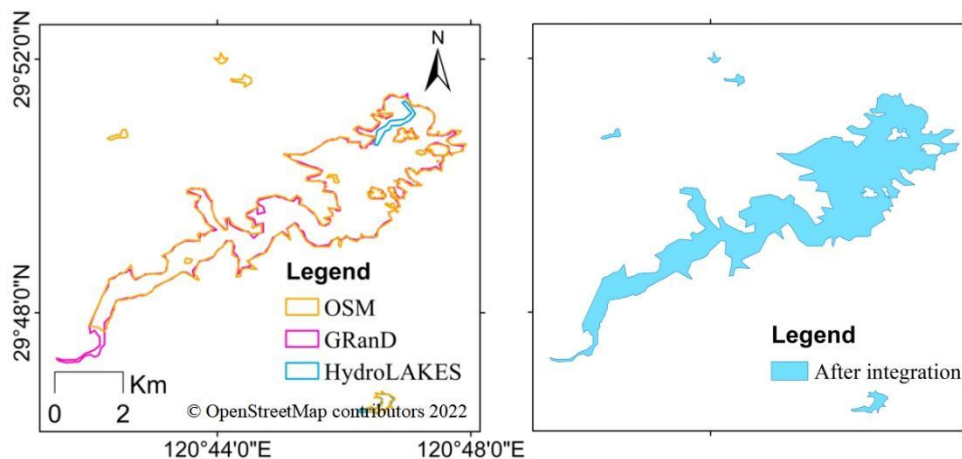 29°52'0"N
29°48'0"N
N
Legend
OSM
GRanD
HydroLAKES
Km
0 2
© OpenStreetMap contributors 2022
120°44'0"E
120°48'0"E
Legend
After integration